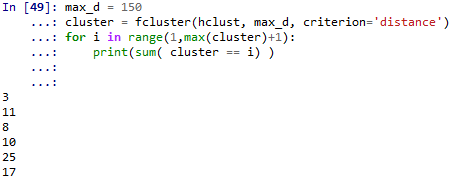 In [49]: max_d = 150
    ...: cluster = fcluster(hclust, max_d, criterion='distance')
    ...: for i in range(1,max(cluster)+1):
    ...:     print(sum( cluster == i) )
    ...:
    ...:
3
11
8
10
25
17